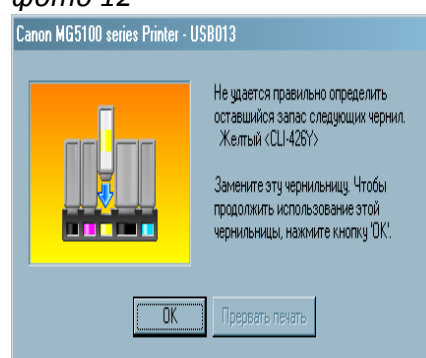 фото 12
Canon MG5100 series Printer - USB013
Не удается правильно определить
оставшийся запас следующих чернил.
Желтый <CLI-426Y>
Замените эту чернильницу. Чтобы
продолжить использование этой
чернильницы, нажмите кнопку 'OK'.
OK
Прервать печать